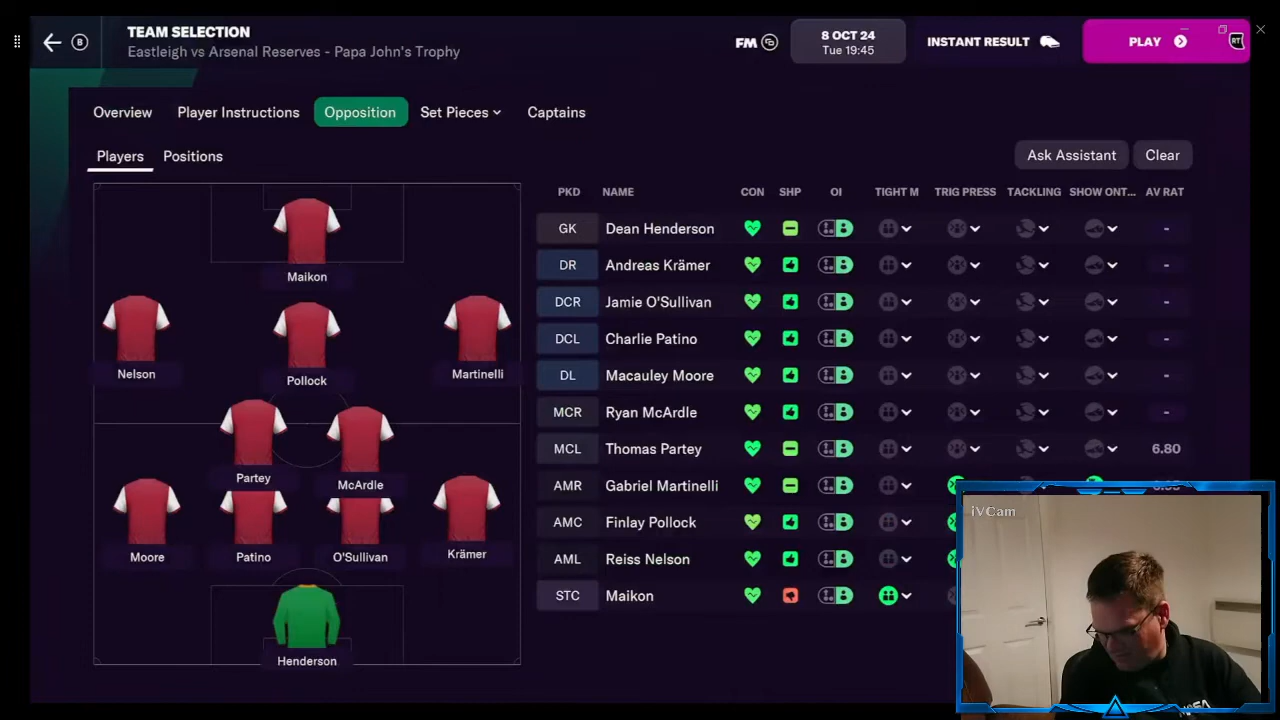 B
TEAM SELECTION
Eastleigh vs Arsenal Reserves - Papa John's Trophy
FM
8 OCT 24
Tue 19:45
INSTANT RESULT
PLAY
RT
Overview
Player Instructions
Opposition
Set Pieces
Captains
Players
Positions
Ask Assistant
Clear
Maikon
Nelson
Pollock
Martinelli
Partey
McArdle
Moore
Patino
O'Sullivan
Krämer
Henderson
PKD NAME CON SHP OI TIGHT M TRIG PRESS TACKLING SHOW ONT... AV RAT
GK Dean Henderson -
DR Andreas Krämer -
DCR Jamie O'Sullivan -
DCL Charlie Patino -
DL Macauley Moore -
MCR Ryan McArdle -
MCL Thomas Partey 6.80
AMR Gabriel Martinelli
AMC Finlay Pollock
AML Reiss Nelson
STC Maikon
iVCam